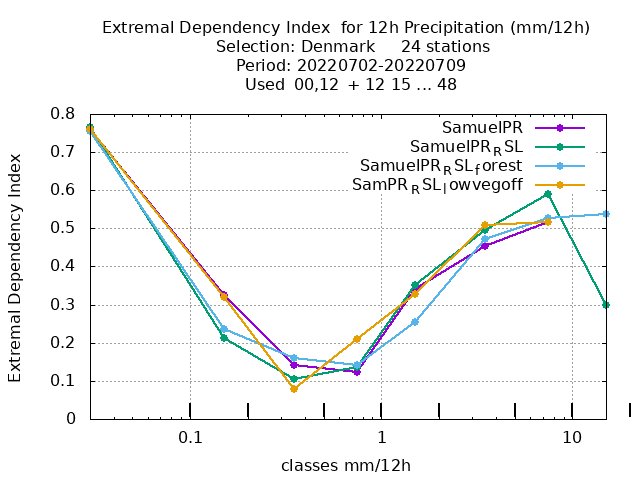 Extremal Dependency Index  for 12h Precipitation (mm/12h)
Selection: Denmark     24 stations
Period: 20220702-20220709
Used  00,12  + 12 15 ... 48
SamuelPR
SamuelPR_RSL
SamuelPR_RSL_forest
SamPR_RSL_lowvegoff
Extremal Dependency Index
0.8
0.7
0.6
0.5
0.4
0.3
0.2
0.1
0
0.1 1 10
classes mm/12h